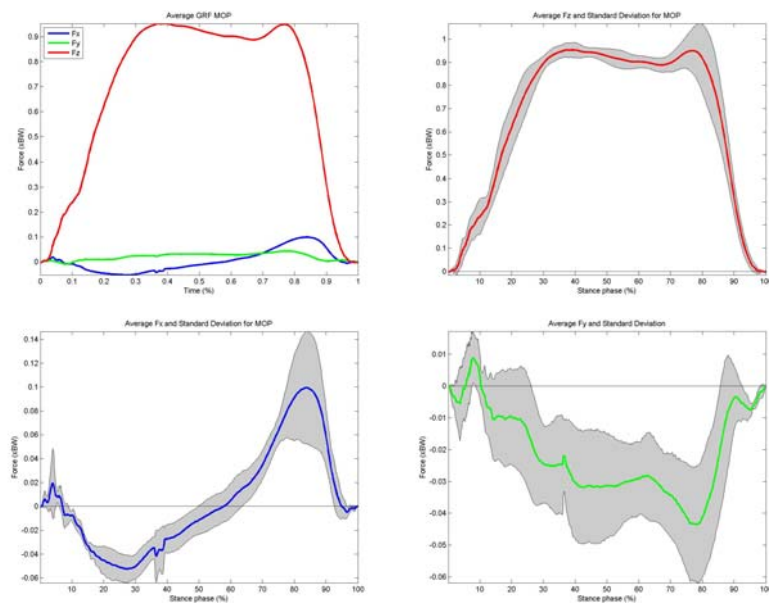 Average GRF MOP
Fx
Fy
Fz
Force (xBW)
0.9
0.8
0.7
0.6
0.5
0.4
0.3
0.2
0.1
0
0 0.1 0.2 0.3 0.4 0.5 0.6 0.7 0.8 0.9 1
Time (%)
Average Fz and Standard Deviation for MOP
Force (xBW)
1
0.9
0.8
0.7
0.6
0.5
0.4
0.3
0.2
0.1
0
10 20 30 40 50 60 70 80 90 100
Stance phase (%)
Average Fx and Standard Deviation for MOP
Force (xBW)
0.14
0.12
0.1
0.08
0.06
0.04
0.02
0
-0.02
-0.04
-0.06
10 20 30 40 50 60 70 80 90 100
Stance phase (%)
Average Fy and Standard Deviation
Force (xBW)
0.01
0
-0.01
-0.02
-0.03
-0.04
-0.05
-0.06
10 20 30 40 50 60 70 80 90 100
Stance phase (%)